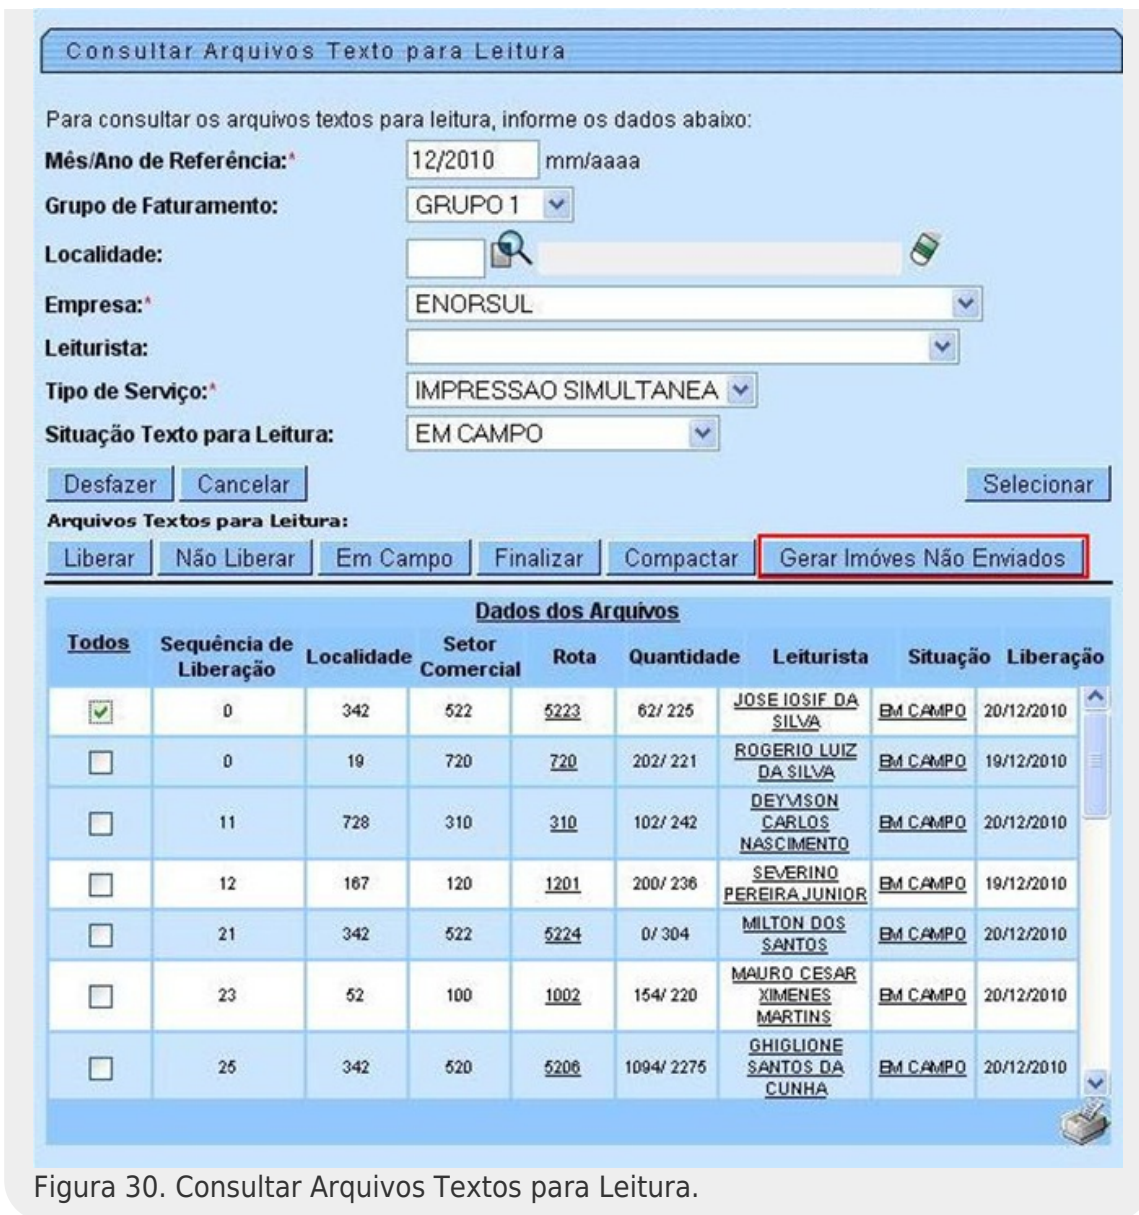 Consultar Arquivos Texto para Leitura
Para consultar os arquivos textos para leitura, informe os dados abaixo:
Mês/Ano de Referência:* 12/2010 mm/aaaa
Grupo de Faturamento: GRUPO 1
Localidade:
Empresa:* ENORSUL
Leiturista:
Tipo de Serviço:* IMPRESSAO SIMULTANEA
Situação Texto para Leitura: EM CAMPO
Desfazer Cancelar Selecionar
Arquivos Textos para Leitura:
Liberar Não Liberar Em Campo Finalizar Compactar Gerar Imóves Não Enviados
Dados dos Arquivos
Todos Sequência de Liberação Localidade Setor Comercial Rota Quantidade Leiturista Situação Liberação
0 342 522 5223 62/ 225 JOSE IOSIF DA SILVA EM CAMPO 20/12/2010
0 19 720 720 202/ 221 ROGERIO LUIZ DA SILVA EM CAMPO 19/12/2010
11 728 310 310 102/ 242 DEYVISON CARLOS NASCIMENTO EM CAMPO 20/12/2010
12 167 120 1201 200/ 236 SEVERINO PEREIRA JUNIOR EM CAMPO 19/12/2010
21 342 522 5224 0/ 304 MILTON DOS SANTOS EM CAMPO 20/12/2010
23 52 100 1002 154/ 220 MAURO CESAR XIMENES MARTINS EM CAMPO 20/12/2010
25 342 520 5206 1094/ 2275 GHIGLIONE SANTOS DA CUNHA EM CAMPO 20/12/2010
Figura 30. Consultar Arquivos Textos para Leitura.